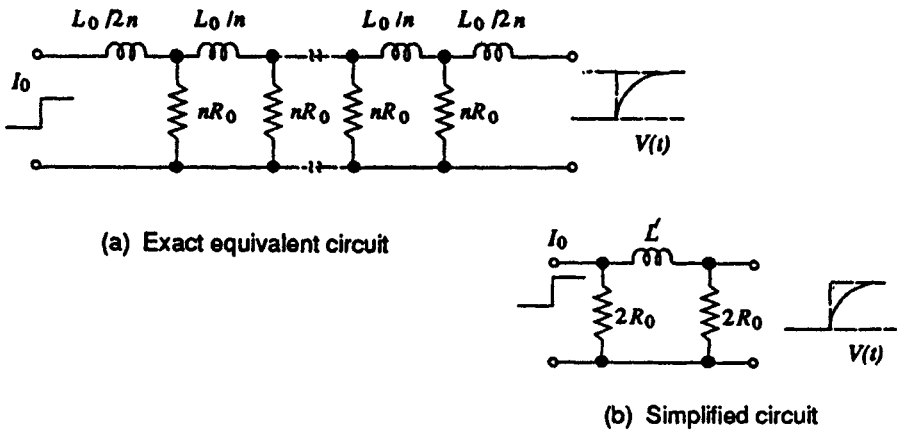 L₀/2n L₀/n L₀/n L₀/2n
I₀
nR₀ nR₀ nR₀ nR₀
V(t)
(a) Exact equivalent circuit
I₀ L'
2R₀ 2R₀
V(t)
(b) Simplified circuit